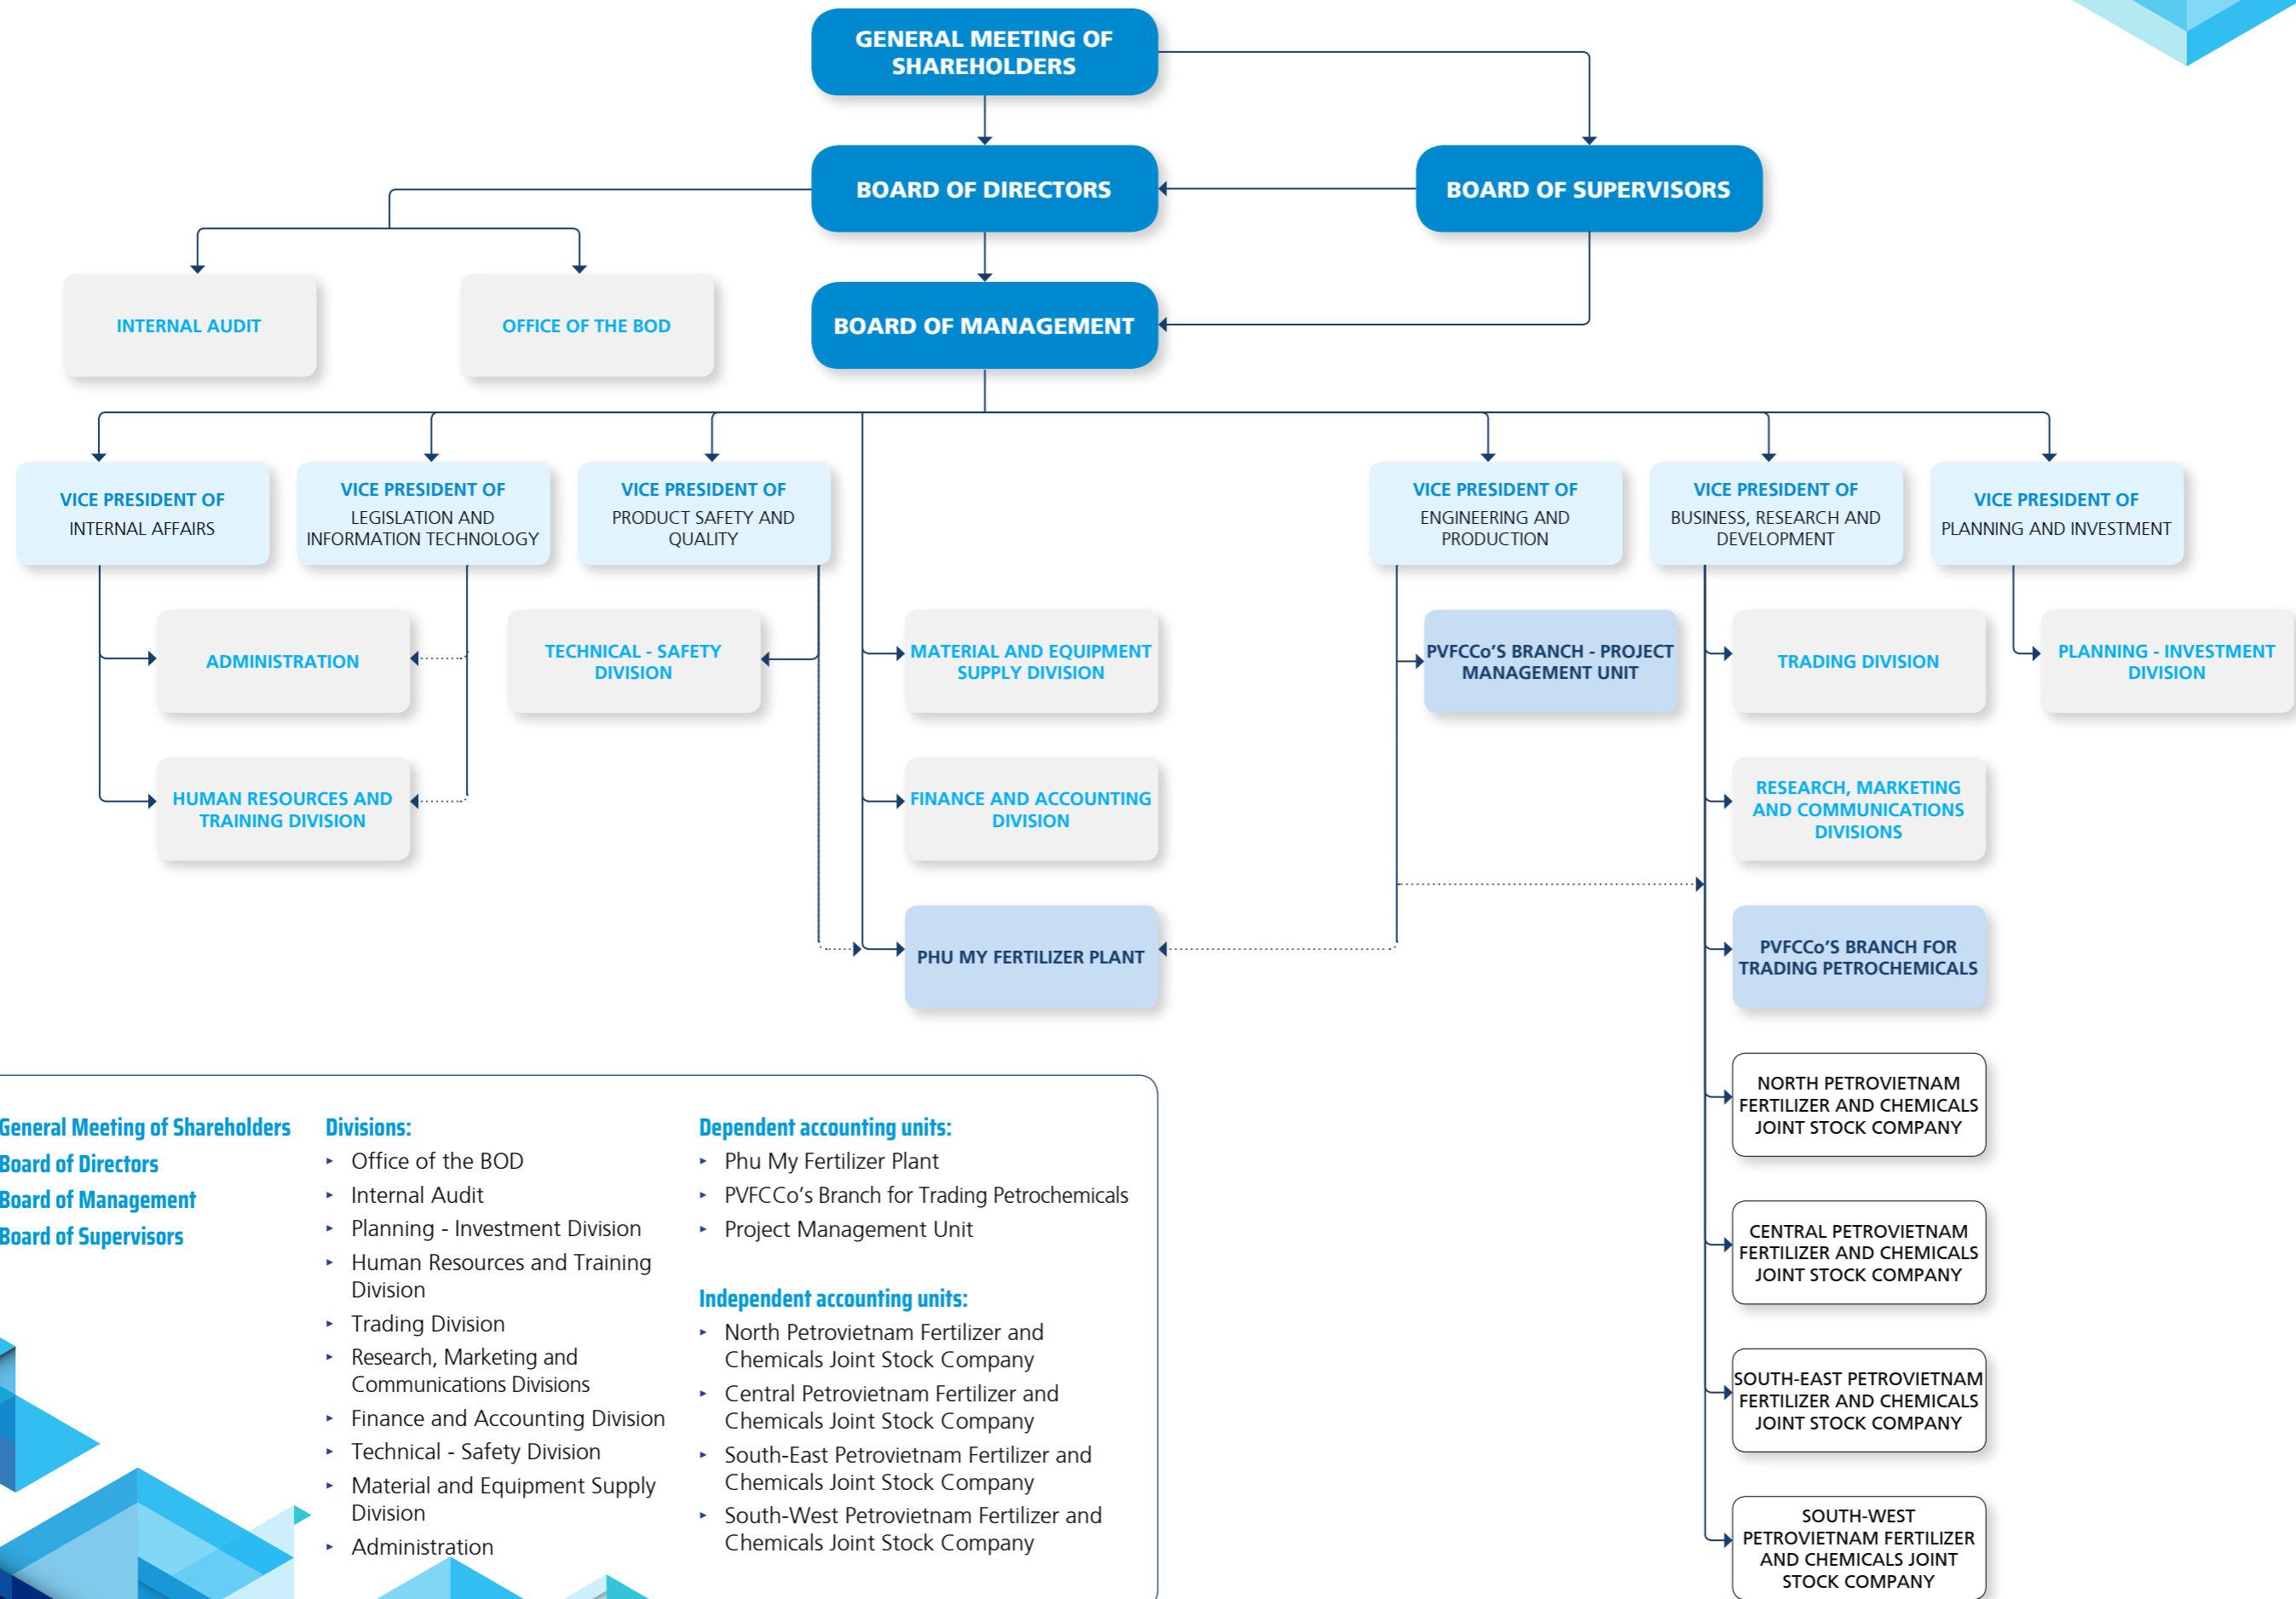 GENERAL MEETING OF
SHAREHOLDERS
BOARD OF DIRECTORS
BOARD OF SUPERVISORS
INTERNAL AUDIT
OFFICE OF THE BOD
BOARD OF MANAGEMENT
VICE PRESIDENT OF
INTERNAL AFFAIRS
VICE PRESIDENT OF
LEGISLATION AND
INFORMATION TECHNOLOGY
VICE PRESIDENT OF
PRODUCT SAFETY AND
QUALITY
VICE PRESIDENT OF
ENGINEERING AND
PRODUCTION
VICE PRESIDENT OF
BUSINESS, RESEARCH AND
DEVELOPMENT
VICE PRESIDENT OF
PLANNING AND INVESTMENT
ADMINISTRATION
TECHNICAL - SAFETY
DIVISION
MATERIAL AND EQUIPMENT
SUPPLY DIVISION
PVFCCo'S BRANCH - PROJECT
MANAGEMENT UNIT
TRADING DIVISION
PLANNING - INVESTMENT
DIVISION
HUMAN RESOURCES AND
TRAINING DIVISION
FINANCE AND ACCOUNTING
DIVISION
RESEARCH, MARKETING
AND COMMUNICATIONS
DIVISIONS
PHU MY FERTILIZER PLANT
PVFCCo'S BRANCH FOR
TRADING PETROCHEMICALS
NORTH PETROVIETNAM
FERTILIZER AND CHEMICALS
JOINT STOCK COMPANY
CENTRAL PETROVIETNAM
FERTILIZER AND CHEMICALS
JOINT STOCK COMPANY
SOUTH-EAST PETROVIETNAM
FERTILIZER AND CHEMICALS
JOINT STOCK COMPANY
SOUTH-WEST
PETROVIETNAM FERTILIZER
AND CHEMICALS JOINT
STOCK COMPANY
General Meeting of Shareholders
Board of Directors
Board of Management
Board of Supervisors
Divisions:
‣ Office of the BOD
‣ Internal Audit
‣ Planning - Investment Division
‣ Human Resources and Training
Division
‣ Trading Division
‣ Research, Marketing and
Communications Divisions
‣ Finance and Accounting Division
‣ Technical - Safety Division
‣ Material and Equipment Supply
Division
‣ Administration
Dependent accounting units:
‣ Phu My Fertilizer Plant
‣ PVFCCo's Branch for Trading Petrochemicals
‣ Project Management Unit
Independent accounting units:
‣ North Petrovietnam Fertilizer and
Chemicals Joint Stock Company
‣ Central Petrovietnam Fertilizer and
Chemicals Joint Stock Company
‣ South-East Petrovietnam Fertilizer and
Chemicals Joint Stock Company
‣ South-West Petrovietnam Fertilizer and
Chemicals Joint Stock Company